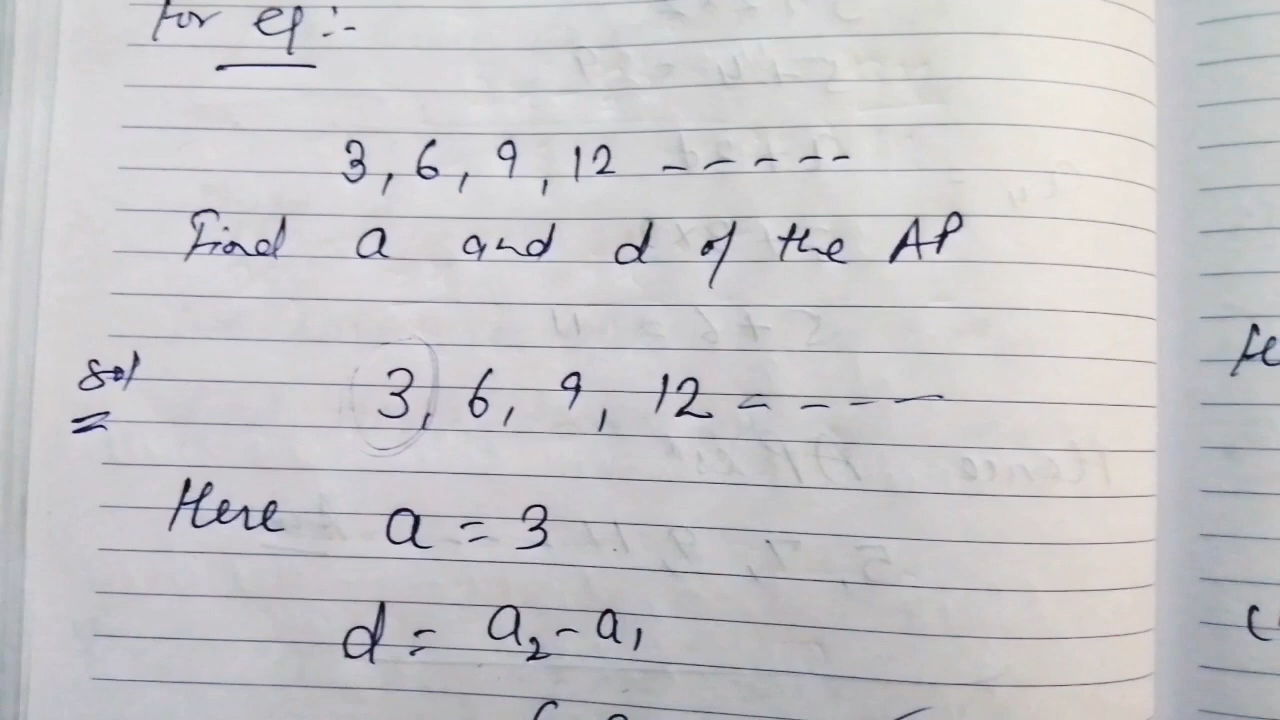 For eg :-
3, 6, 9, 12 -----
Find a and d of the AP
Sol
3, 6, 9, 12 ----
Here a = 3
d = a₂ - a₁